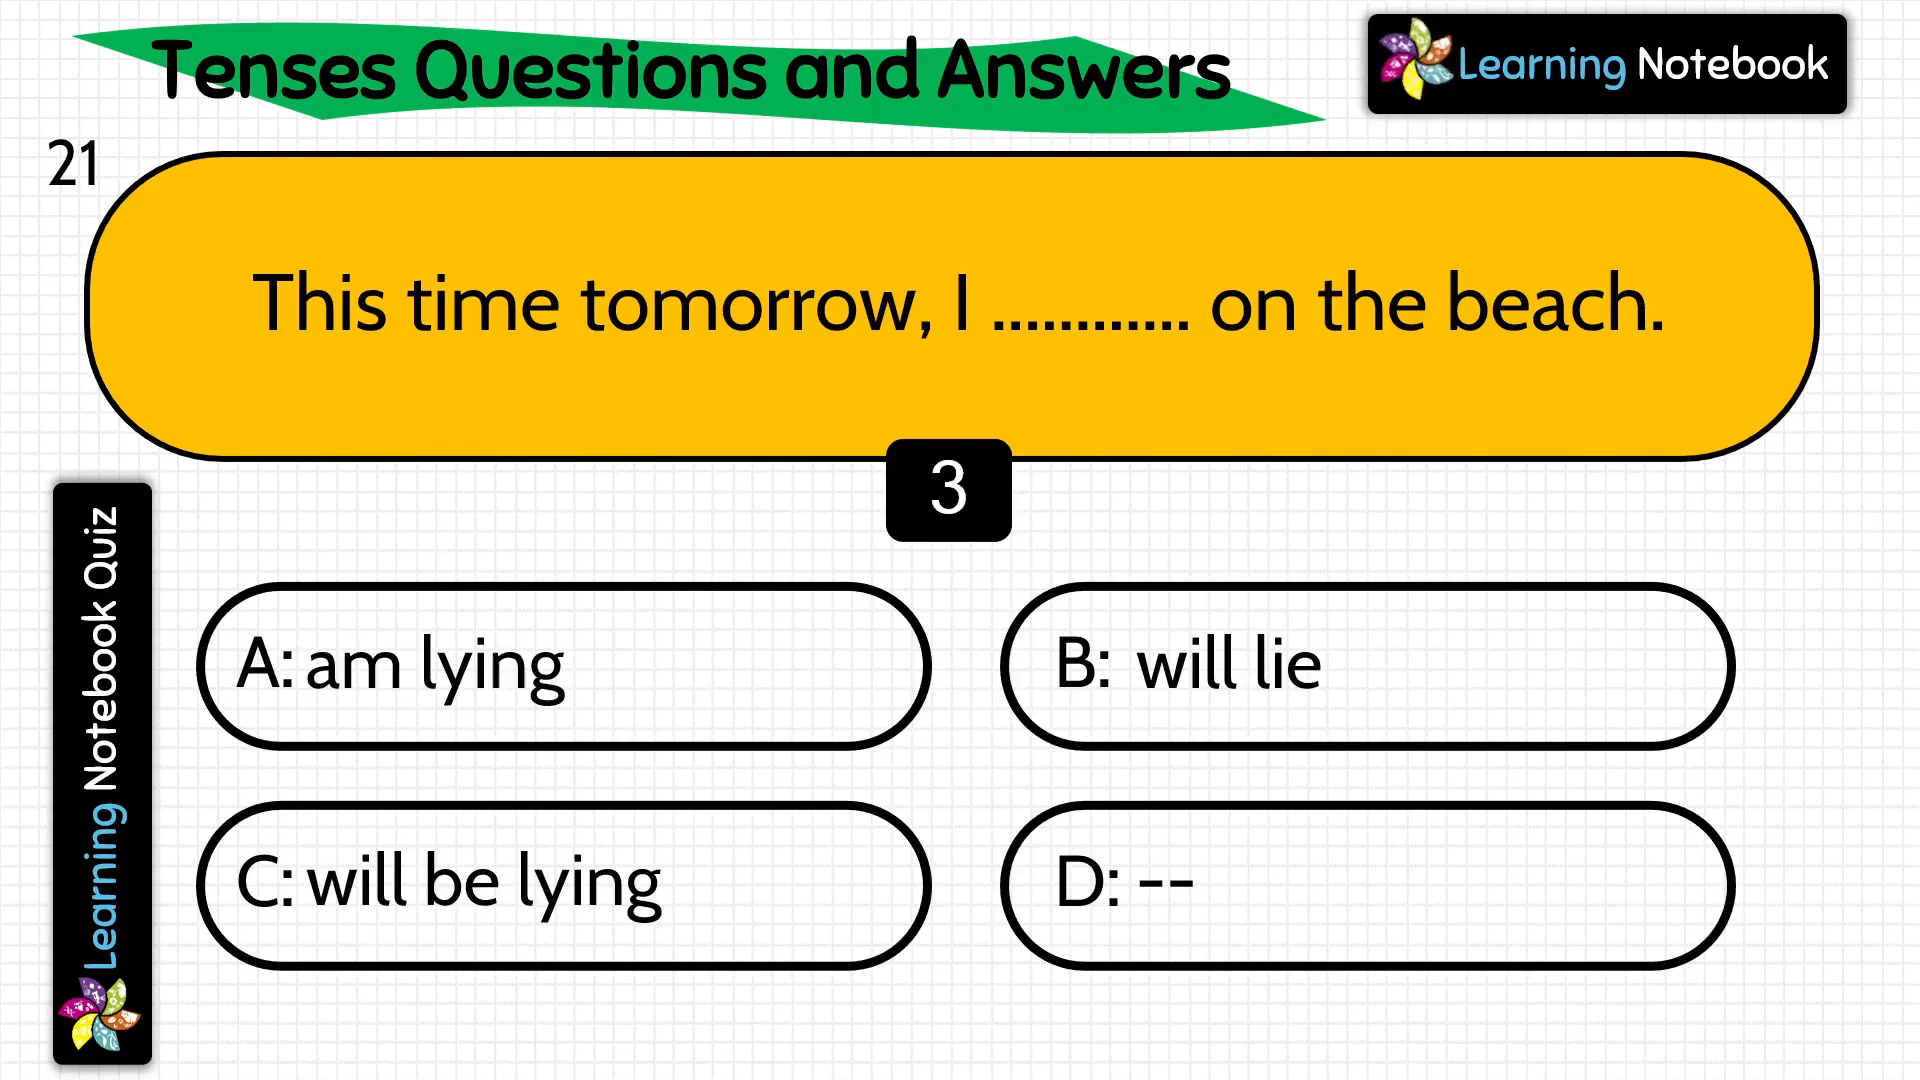 Tenses Questions and Answers
Learning Notebook
21
This time tomorrow, I ............ on the beach.
3
A: am lying
B: will lie
C: will be lying
D: --
Learning Notebook Quiz